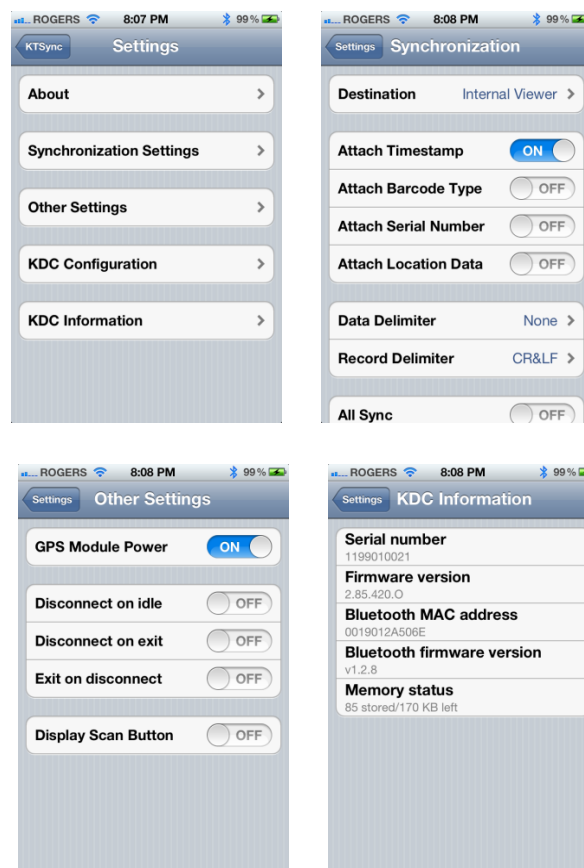 ROGERS 8:07 PM 99%
KTSync Settings
About
Synchronization Settings
Other Settings
KDC Configuration
KDC Information
ROGERS 8:08 PM 99%
Settings Synchronization
Destination Internal Viewer
Attach Timestamp ON
Attach Barcode Type OFF
Attach Serial Number OFF
Attach Location Data OFF
Data Delimiter None
Record Delimiter CR&LF
All Sync OFF
ROGERS 8:08 PM 99%
Settings Other Settings
GPS Module Power ON
Disconnect on idle OFF
Disconnect on exit OFF
Exit on disconnect OFF
Display Scan Button OFF
ROGERS 8:08 PM 99%
Settings KDC Information
Serial number
1199010021
Firmware version
2.85.420.O
Bluetooth MAC address
0019012A506E
Bluetooth firmware version
v1.2.8
Memory status
85 stored/170 KB left